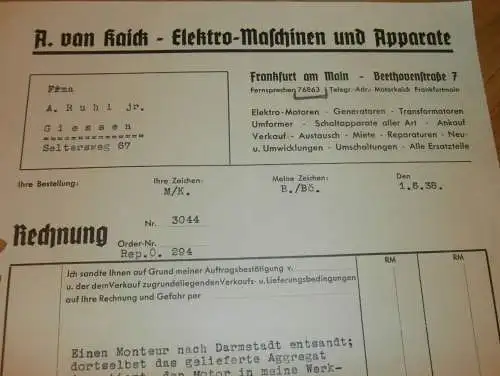 A. van Kaick - Elektro-Maschinen und Apparate
Frankfurt am Main - Beethovenstraße 7
Fernsprecher: 76863 Telegr.-Adr.: Motorkaick Frankfurtmain
Firma
A. Ruhl jr.
Giessen
Seltersweg 67
Elektro-Motoren - Generatoren - Transformatoren
Umformer - Schaltapparate aller Art - Ankauf
Verkauf - Austausch - Miete - Reparaturen - Neu-
u. Umwicklungen - Umschaltungen - Alle Ersatzteile
Ihre Bestellung: Ihre Zeichen: Meine Zeichen: Den
M/K. B./Bö. 1.6.38.
Rechnung Nr. 3044
Order-Nr.
Rep.O. 294
Ich sandte Ihnen auf Grund meiner Auftragsbestätigung v.
u. der dem Verkauf zugrundeliegenden Verkaufs- u. Lieferungsbedingungen
auf Ihre Rechnung und Gefahr per
RM RM
Einen Monteur nach Darmstadt entsandt;
dortselbst das gelieferte Aggregat
der Motor in meine Werk-